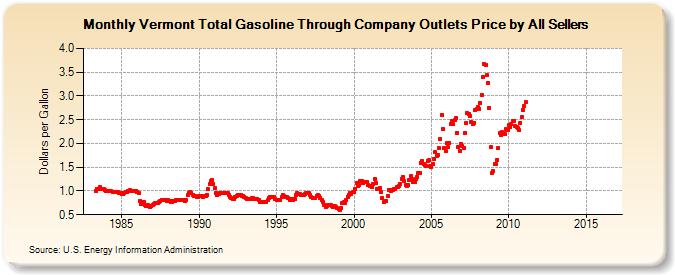 Monthly Vermont Total Gasoline Through Company Outlets Price by All Sellers
Dollars per Gallon
4.0
3.5
3.0
2.5
2.0
1.5
1.0
0.5
1985 1990 1995 2000 2005 2010 2015
Source: U.S. Energy Information Administration